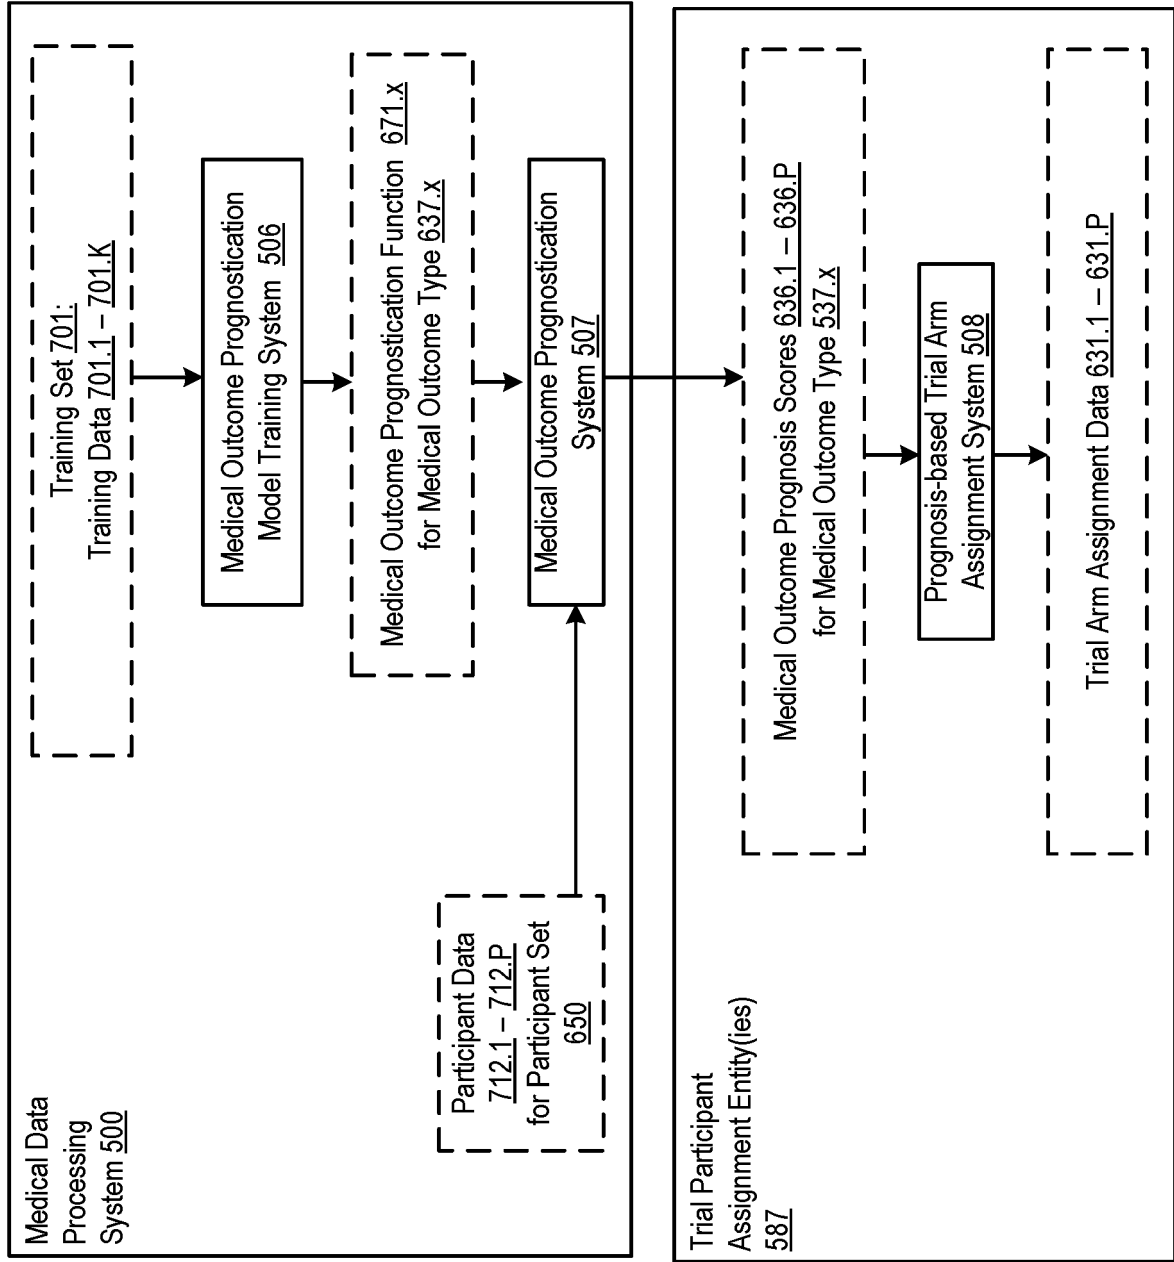 Medical Data
Processing
System 500
Training Set 701:
Training Data 701.1 – 701.K
Medical Outcome Prognostication
Model Training System 506
Medical Outcome Prognostication Function 671.x
for Medical Outcome Type 637.x
Participant Data
712.1 – 712.P
for Participant Set
650
Medical Outcome Prognostication
System 507
Trial Participant
Assignment Entity(ies)
587
Medical Outcome Prognosis Scores 636.1 – 636.P
for Medical Outcome Type 537.x
Prognosis-based Trial Arm
Assignment System 508
Trial Arm Assignment Data 631.1 – 631.P